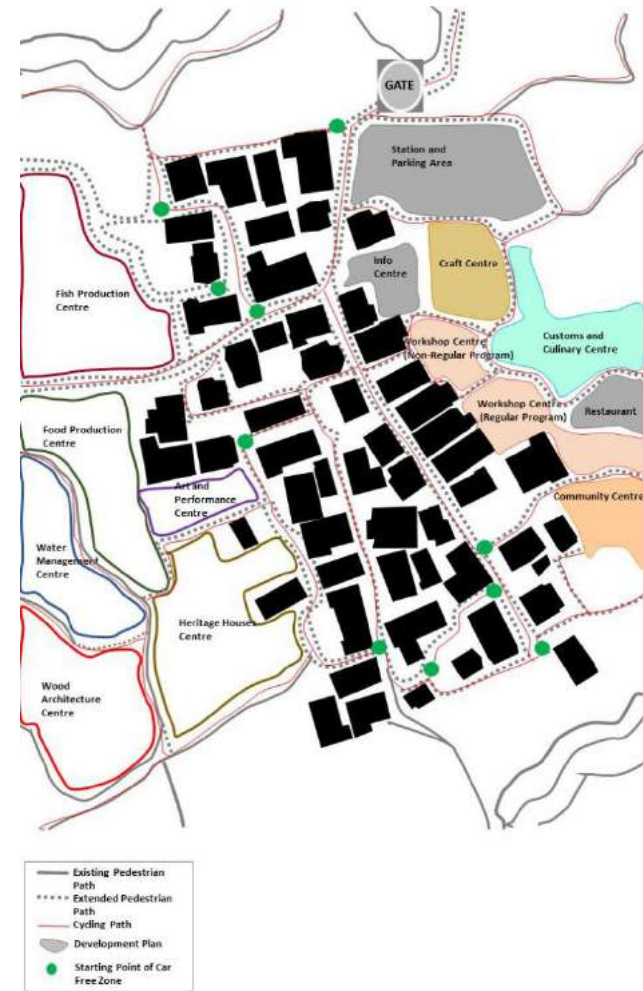 GATE
Station and
Parking Area
Info
Centre
Craft Centre
Fish Production
Centre
Workshop Centre
(Non-Regular Program)
Customs and
Culinary Centre
Workshop Centre
(Regular Program)
Restaurant
Food Production
Centre
Art and
Performance
Centre
Community Centre
Water
Management
Centre
Heritage Houses
Centre
Wood
Architecture
Centre
Existing Pedestrian
Path
Extended Pedestrian
Path
Cycling Path
Development Plan
Starting Point of Car
Free Zone